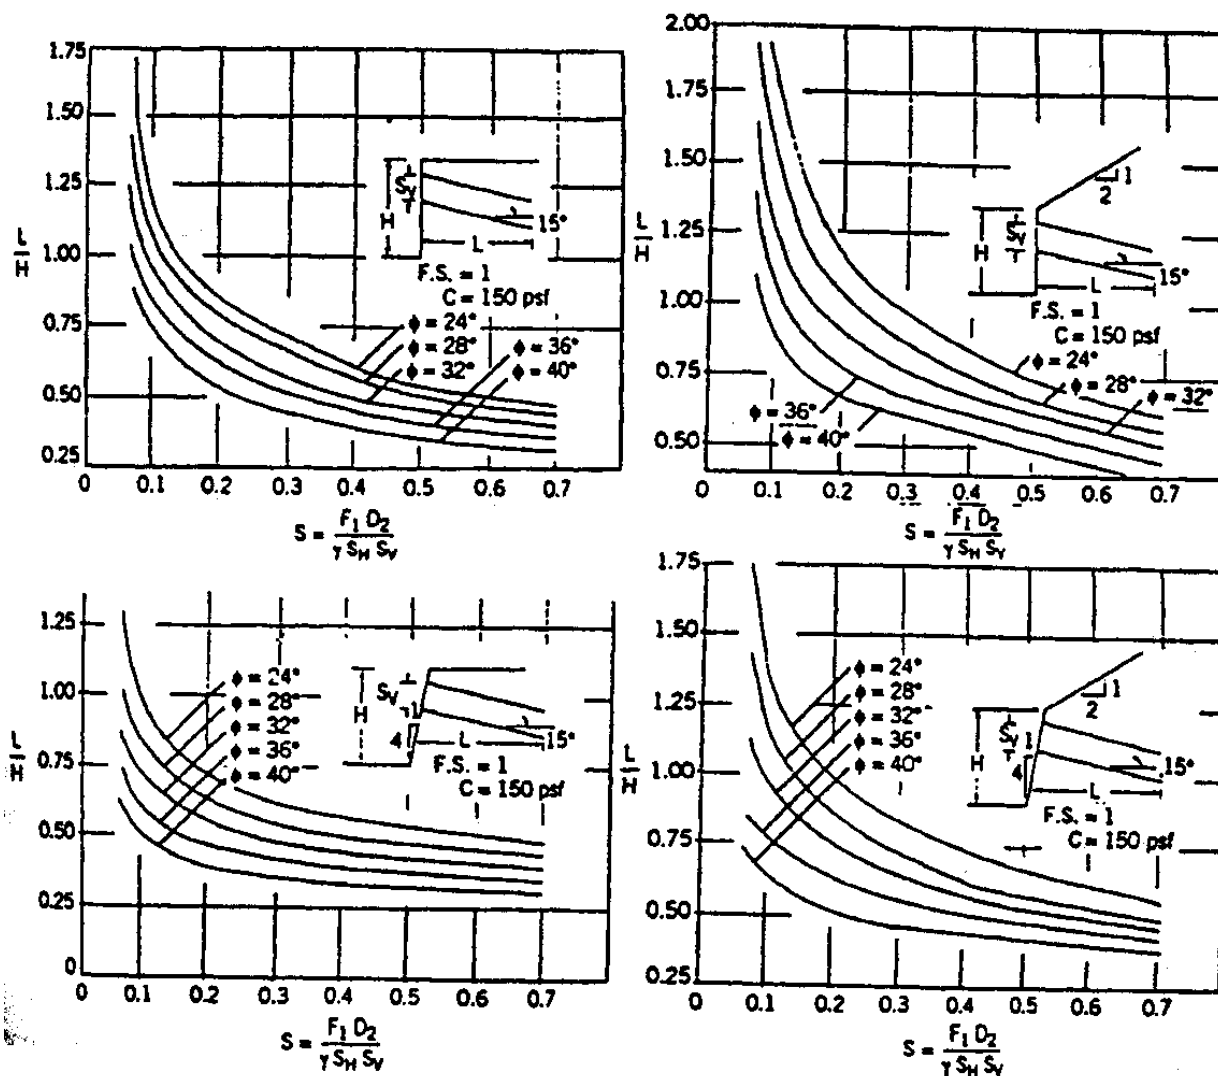 1.75
1.50
1.25
1.00
0.75
0.50
0.25
L
H
H
Sv
15°
L
F.S. = 1
C = 150 psf
ϕ = 24°
ϕ = 28°
ϕ = 32°
ϕ = 36°
ϕ = 40°
0 0.1 0.2 0.3 0.4 0.5 0.6 0.7
S = F1 D2
γ SH SV
2.00
1.75
1.50
1.25
1.00
0.75
0.50
L
H
1
2
H
Sv
15°
L
F.S. = 1
C = 150 psf
ϕ = 24°
ϕ = 28°
ϕ = 32°
ϕ = 36°
ϕ = 40°
0 0.1 0.2 0.3 0.4 0.5 0.6 0.7
S = F1 D2
γ SH SV
1.25
1.00
0.75
0.50
0.25
0
L
H
ϕ = 24°
ϕ = 28°
ϕ = 32°
ϕ = 36°
ϕ = 40°
H
SV
1
4
L
15°
F.S. = 1
C = 150 psf
0 0.1 0.2 0.3 0.4 0.5 0.6 0.7
S = F1 D2
γ SH SV
1.75
1.50
1.25
1.00
0.75
0.50
0.25
L
H
ϕ = 24°
ϕ = 28°
ϕ = 32°
ϕ = 36°
ϕ = 40°
1
2
H
Sv
1
4
15°
L
F.S. = 1
C = 150 psf
0 0.1 0.2 0.3 0.4 0.5 0.6 0.7
S = F1 D2
γ SH SV